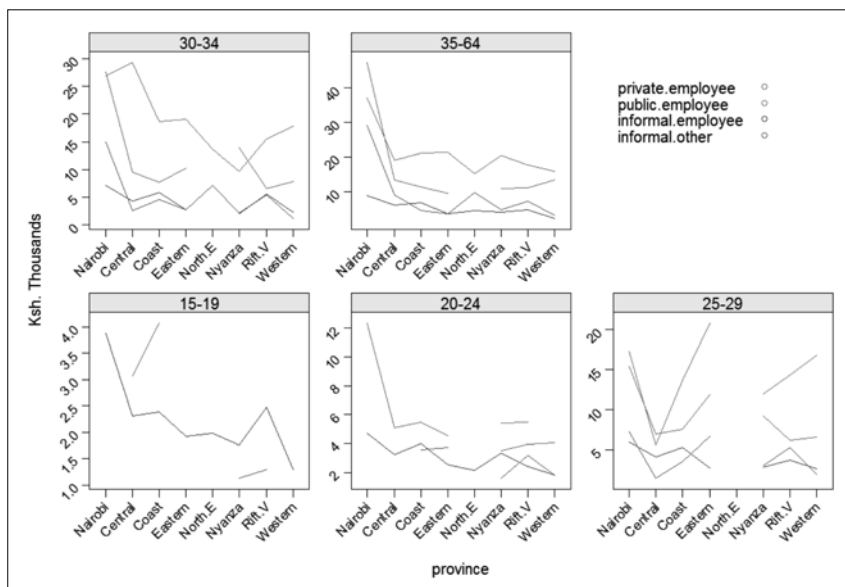 30-34
35-64
private.employee
public.employee
informal.employee
informal.other
Ksh. Thousands
30
25
20
15
10
5
0
40
30
20
10
Nairobi
Central
Coast
Eastern
North.E
Nyanza
Rift.V
Western
Nairobi
Central
Coast
Eastern
North.E
Nyanza
Rift.V
Western
15-19
20-24
25-29
4.0
3.5
3.0
2.5
2.0
1.5
1.0
12
10
8
6
4
2
20
15
10
5
Nairobi
Central
Coast
Eastern
North.E
Nyanza
Rift.V
Western
Nairobi
Central
Coast
Eastern
North.E
Nyanza
Rift.V
Western
Nairobi
Central
Coast
Eastern
North.E
Nyanza
Rift.V
Western
province